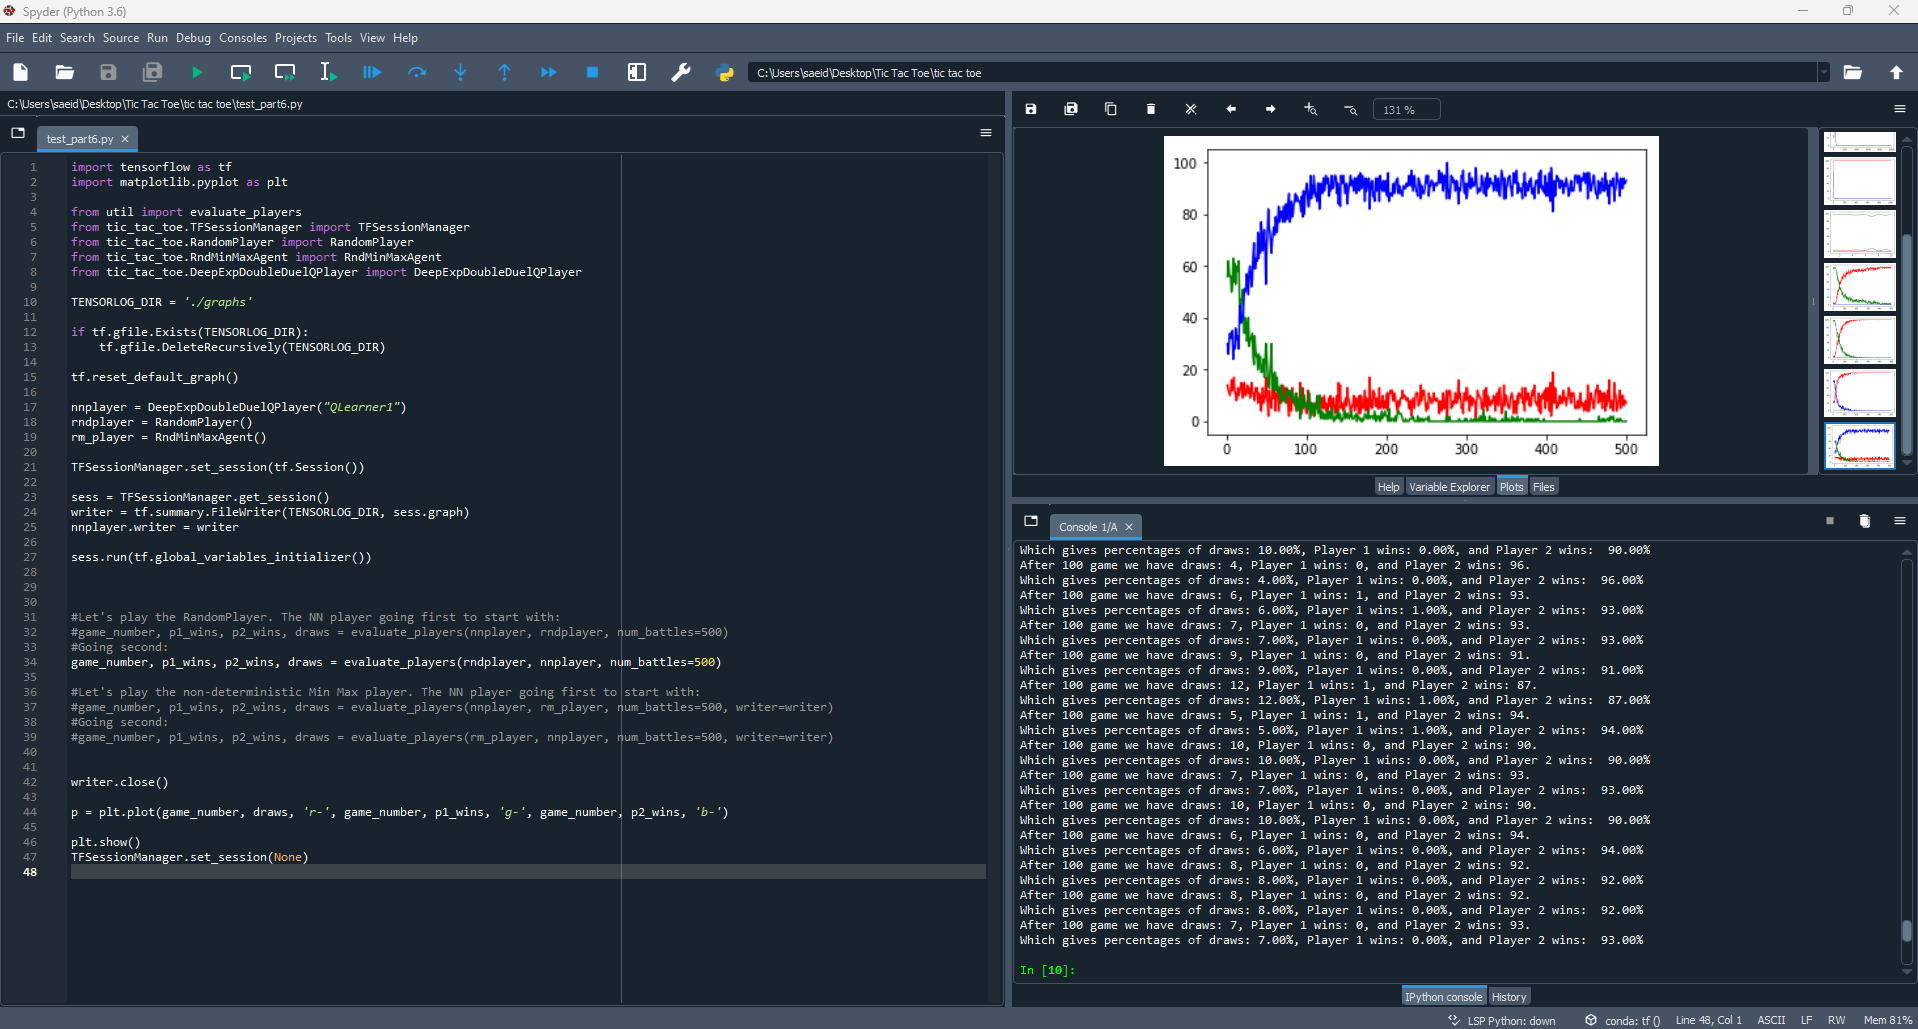 Spyder (Python 3.6)
File Edit Search Source Run Debug Consoles Projects Tools View Help
C:\Users\saeid\Desktop\Tic Tac Toe\tic tac toe
C:\Users\saeid\Desktop\Tic Tac Toe\tic tac toe\test_part6.py
test_part6.py
1 import tensorflow as tf
2 import matplotlib.pyplot as plt
3
4 from util import evaluate_players
5 from tic_tac_toe.TFSessionManager import TFSessionManager
6 from tic_tac_toe.RandomPlayer import RandomPlayer
7 from tic_tac_toe.RndMinMaxAgent import RndMinMaxAgent
8 from tic_tac_toe.DeepExpDoubleDuelQPlayer import DeepExpDoubleDuelQPlayer
9
10 TENSORLOG_DIR = './graphs'
11
12 if tf.gfile.Exists(TENSORLOG_DIR):
13 tf.gfile.DeleteRecursively(TENSORLOG_DIR)
14
15 tf.reset_default_graph()
16
17 nnplayer = DeepExpDoubleDuelQPlayer("QLearner1")
18 rndplayer = RandomPlayer()
19 rm_player = RndMinMaxAgent()
20
21 TFSessionManager.set_session(tf.Session())
22
23 sess = TFSessionManager.get_session()
24 writer = tf.summary.FileWriter(TENSORLOG_DIR, sess.graph)
25 nnplayer.writer = writer
26
27 sess.run(tf.global_variables_initializer())
28
29
30
31 #Let's play the RandomPlayer. The NN player going first to start with:
32 #game_number, p1_wins, p2_wins, draws = evaluate_players(nnplayer, rndplayer, num_battles=500)
33 #Going second:
34 game_number, p1_wins, p2_wins, draws = evaluate_players(rndplayer, nnplayer, num_battles=500)
35
36 #Let's play the non-deterministic Min Max player. The NN player going first to start with:
37 #game_number, p1_wins, p2_wins, draws = evaluate_players(nnplayer, rm_player, num_battles=500, writer=writer)
38 #Going second:
39 #game_number, p1_wins, p2_wins, draws = evaluate_players(rm_player, nnplayer, num_battles=500, writer=writer)
40
41
42 writer.close()
43
44 p = plt.plot(game_number, draws, 'r-', game_number, p1_wins, 'g-', game_number, p2_wins, 'b-')
45
46 plt.show()
47 TFSessionManager.set_session(None)
48
131 %
100
80
60
40
20
0
0 100 200 300 400 500
Help Variable Explorer Plots Files
Console 1/A
Which gives percentages of draws: 10.00%, Player 1 wins: 0.00%, and Player 2 wins: 90.00%
After 100 game we have draws: 4, Player 1 wins: 0, and Player 2 wins: 96.
Which gives percentages of draws: 4.00%, Player 1 wins: 0.00%, and Player 2 wins: 96.00%
After 100 game we have draws: 6, Player 1 wins: 1, and Player 2 wins: 93.
Which gives percentages of draws: 6.00%, Player 1 wins: 1.00%, and Player 2 wins: 93.00%
After 100 game we have draws: 7, Player 1 wins: 0, and Player 2 wins: 93.
Which gives percentages of draws: 7.00%, Player 1 wins: 0.00%, and Player 2 wins: 93.00%
After 100 game we have draws: 9, Player 1 wins: 0, and Player 2 wins: 91.
Which gives percentages of draws: 9.00%, Player 1 wins: 0.00%, and Player 2 wins: 91.00%
After 100 game we have draws: 12, Player 1 wins: 1, and Player 2 wins: 87.
Which gives percentages of draws: 12.00%, Player 1 wins: 1.00%, and Player 2 wins: 87.00%
After 100 game we have draws: 5, Player 1 wins: 1, and Player 2 wins: 94.
Which gives percentages of draws: 5.00%, Player 1 wins: 1.00%, and Player 2 wins: 94.00%
After 100 game we have draws: 10, Player 1 wins: 0, and Player 2 wins: 90.
Which gives percentages of draws: 10.00%, Player 1 wins: 0.00%, and Player 2 wins: 90.00%
After 100 game we have draws: 7, Player 1 wins: 0, and Player 2 wins: 93.
Which gives percentages of draws: 7.00%, Player 1 wins: 0.00%, and Player 2 wins: 93.00%
After 100 game we have draws: 10, Player 1 wins: 0, and Player 2 wins: 90.
Which gives percentages of draws: 10.00%, Player 1 wins: 0.00%, and Player 2 wins: 90.00%
After 100 game we have draws: 6, Player 1 wins: 0, and Player 2 wins: 94.
Which gives percentages of draws: 6.00%, Player 1 wins: 0.00%, and Player 2 wins: 94.00%
After 100 game we have draws: 8, Player 1 wins: 0, and Player 2 wins: 92.
Which gives percentages of draws: 8.00%, Player 1 wins: 0.00%, and Player 2 wins: 92.00%
After 100 game we have draws: 8, Player 1 wins: 0, and Player 2 wins: 92.
Which gives percentages of draws: 8.00%, Player 1 wins: 0.00%, and Player 2 wins: 92.00%
After 100 game we have draws: 7, Player 1 wins: 0, and Player 2 wins: 93.
Which gives percentages of draws: 7.00%, Player 1 wins: 0.00%, and Player 2 wins: 93.00%
In [10]:
IPython console History
LSP Python: down conda: tf () Line 48, Col 1 ASCII LF RW Mem 81%